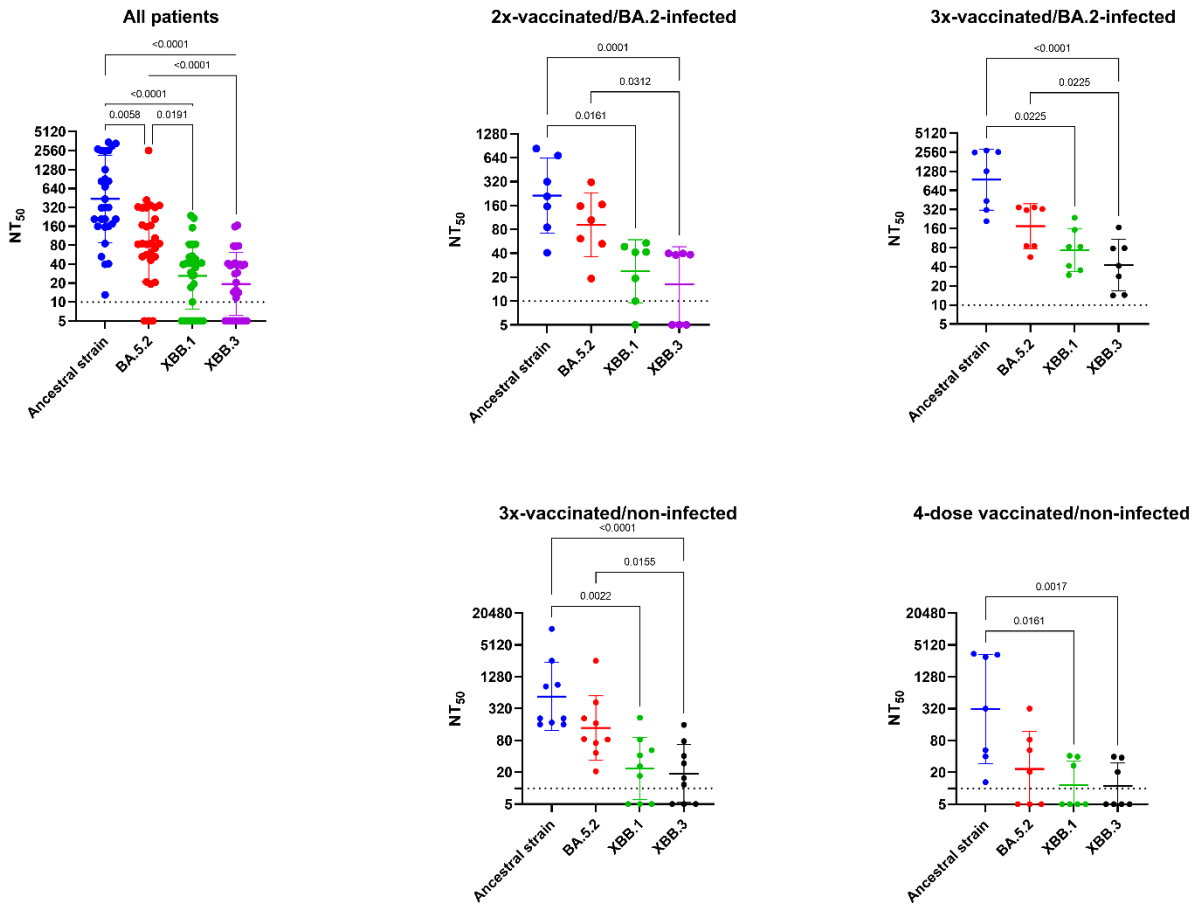 All patients
<0.0001
<0.0001
<0.0001
0.0058
0.0191
5120
2560
1280
640
320
160
80
40
20
10
5
NT50
Ancestral strain
BA.5.2
XBB.1
XBB.3
2x-vaccinated/BA.2-infected
0.0001
0.0312
0.0161
1280
640
320
160
80
40
20
10
5
NT50
Ancestral strain
BA.5.2
XBB.1
XBB.3
3x-vaccinated/BA.2-infected
<0.0001
0.0225
0.0225
5120
2560
1280
640
320
160
80
40
20
10
5
NT50
Ancestral strain
BA.5.2
XBB.1
XBB.3
3x-vaccinated/non-infected
<0.0001
0.0155
0.0022
20480
5120
1280
320
80
20
5
NT50
Ancestral strain
BA.5.2
XBB.1
XBB.3
4-dose vaccinated/non-infected
0.0017
0.0161
20480
5120
1280
320
80
20
5
NT50
Ancestral strain
BA.5.2
XBB.1
XBB.3